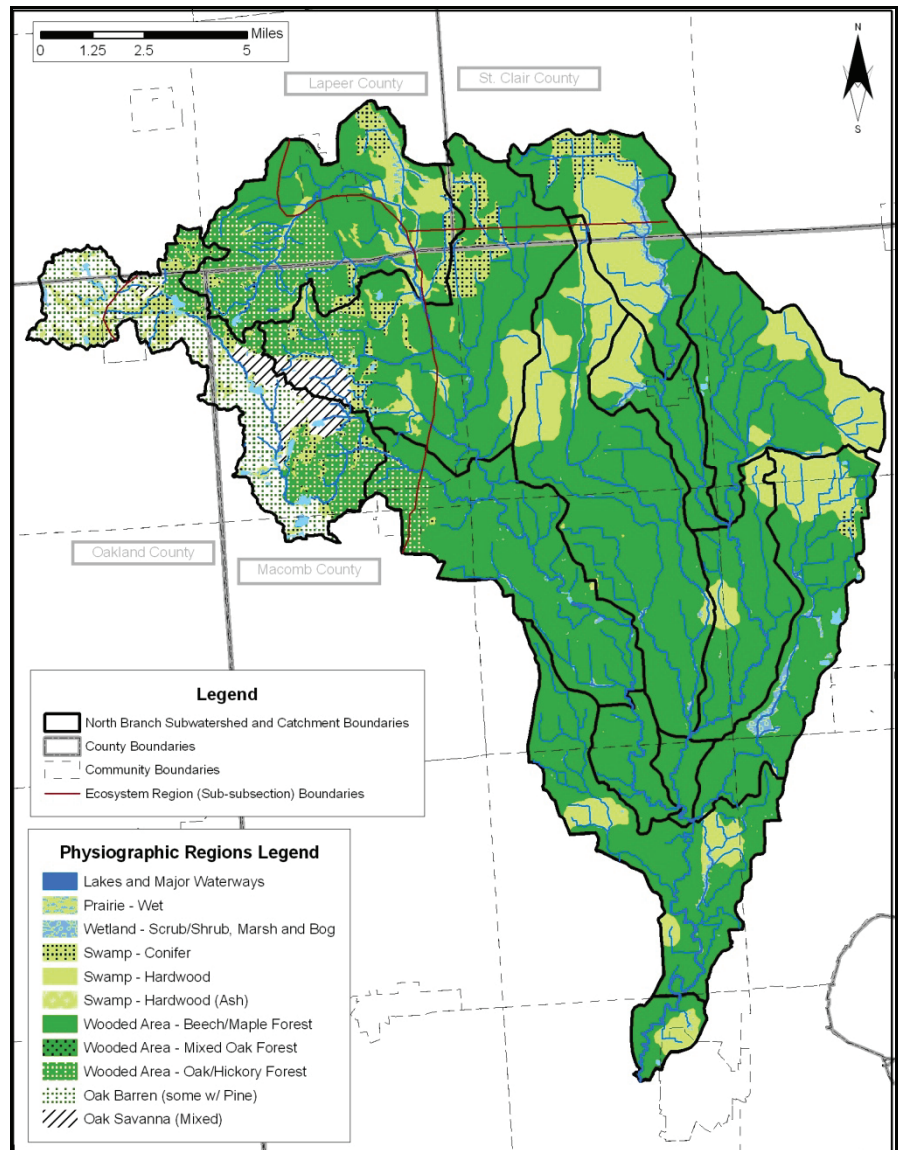 Miles
0 1.25 2.5 5
N
S
Lapeer County
St. Clair County
Oakland County
Macomb County
Legend
North Branch Subwatershed and Catchment Boundaries
County Boundaries
Community Boundaries
Ecosystem Region (Sub-subsection) Boundaries
Physiographic Regions Legend
Lakes and Major Waterways
Prairie - Wet
Wetland - Scrub/Shrub, Marsh and Bog
Swamp - Conifer
Swamp - Hardwood
Swamp - Hardwood (Ash)
Wooded Area - Beech/Maple Forest
Wooded Area - Mixed Oak Forest
Wooded Area - Oak/Hickory Forest
Oak Barren (some w/ Pine)
Oak Savanna (Mixed)